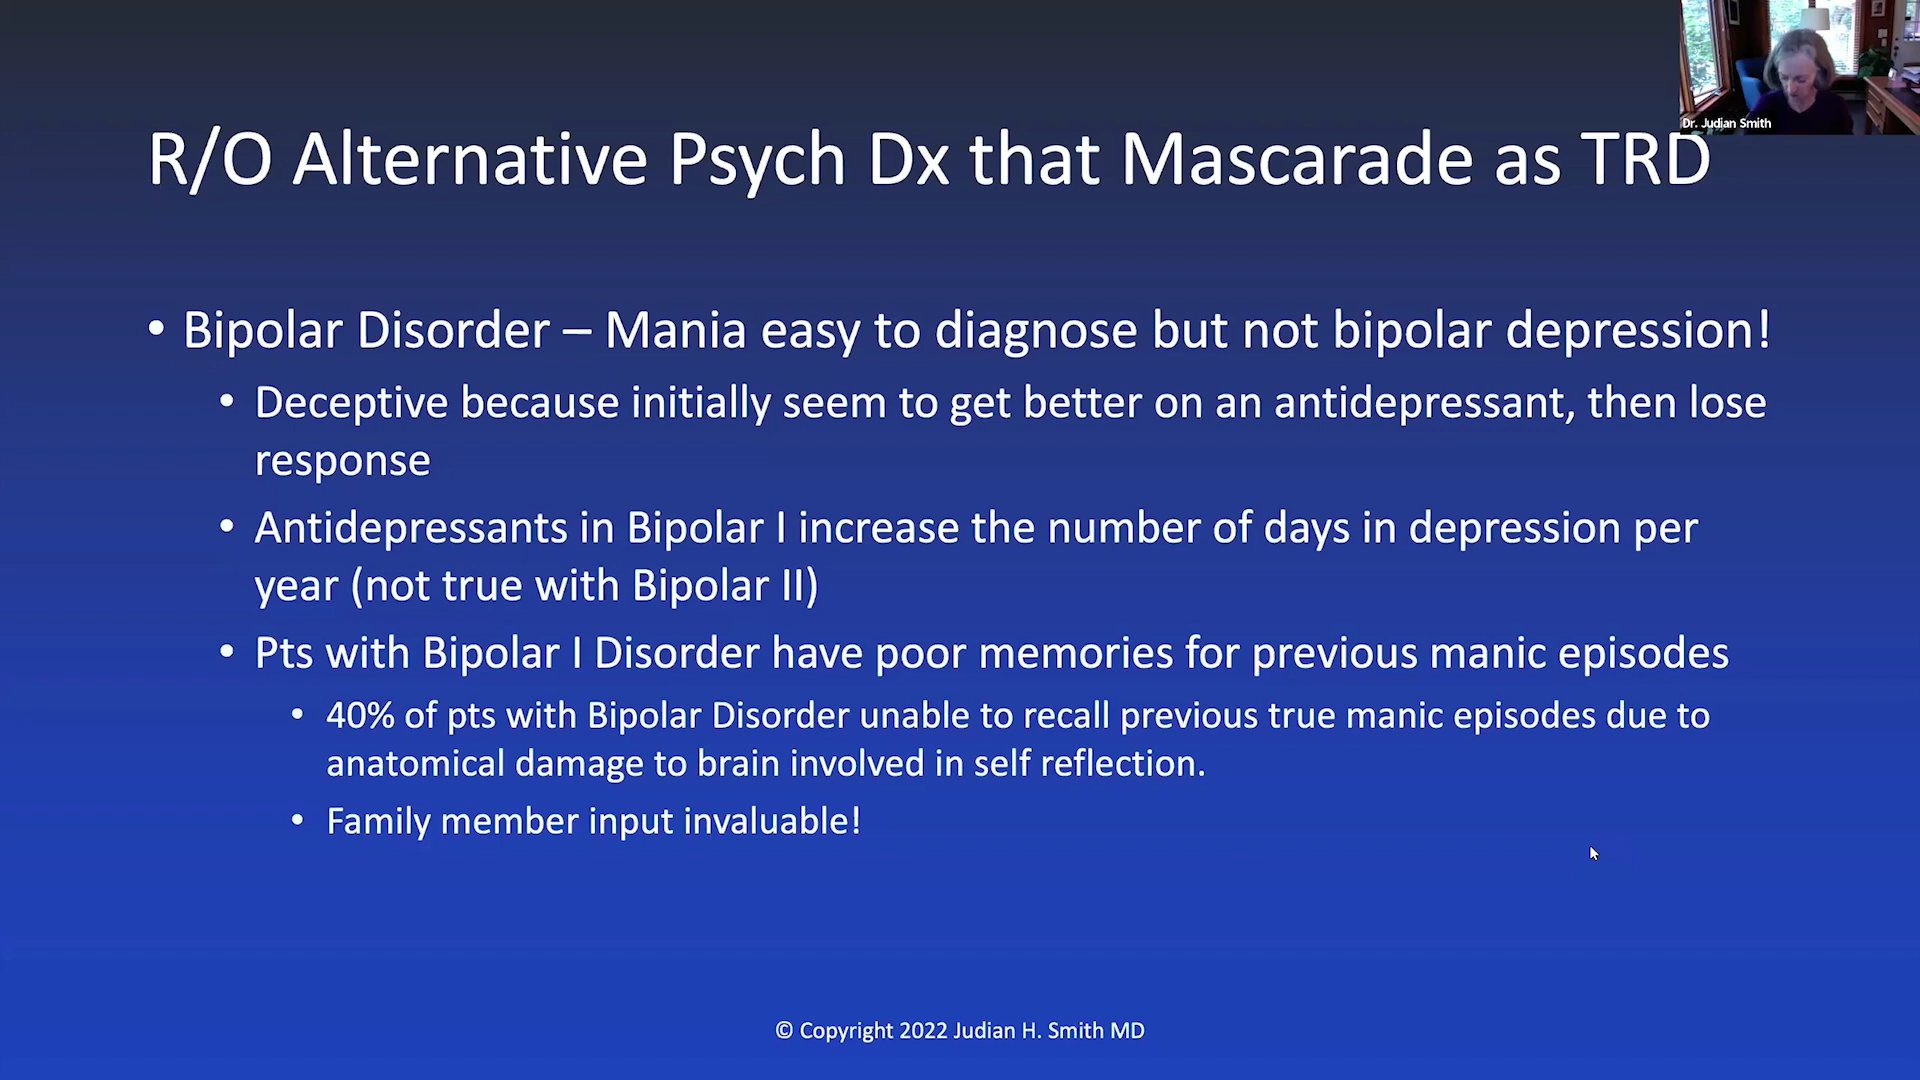 Dr. Judian Smith
R/O Alternative Psych Dx that Mascarade as TRD
• Bipolar Disorder – Mania easy to diagnose but not bipolar depression!
• Deceptive because initially seem to get better on an antidepressant, then lose
response
• Antidepressants in Bipolar I increase the number of days in depression per
year (not true with Bipolar II)
• Pts with Bipolar I Disorder have poor memories for previous manic episodes
• 40% of pts with Bipolar Disorder unable to recall previous true manic episodes due to
anatomical damage to brain involved in self reflection.
• Family member input invaluable!
© Copyright 2022 Judian H. Smith MD